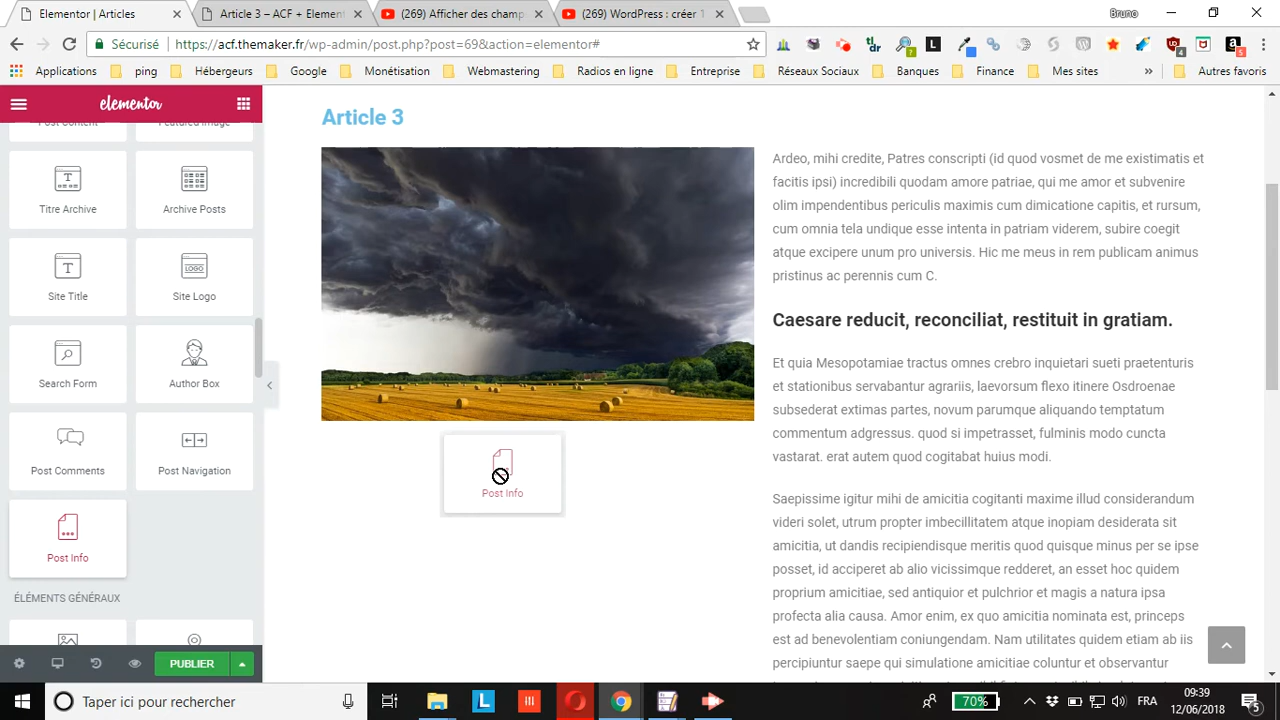 Elementor | Articles
Article 3 – ACF + Element
(269) Afficher des champ
(269) WordPress : créer 1
Bruno
Sécurisé
https://acf.themaker.fr/wp-admin/post.php?post=69&action=elementor#
Applications
ping
Hébergeurs
Google
Monétisation
Webmastering
Radios en ligne
Entreprise
Réseaux Sociaux
Banques
Finance
Mes sites
»
Autres favoris
elementor
Post Content
Featured Image
Titre Archive
Archive Posts
Site Title
LOGO
Site Logo
Search Form
Author Box
Post Comments
Post Navigation
Post Info
ÉLÉMENTS GÉNÉRAUX
PUBLIER
Article 3
Post Info
Ardeo, mihi credite, Patres conscripti (id quod vosmet de me existimatis et
facitis ipsi) incredibili quodam amore patriae, qui me amor et subvenire
olim impendentibus periculis maximis cum dimicatione capitis, et rursum,
cum omnia tela undique esse intenta in patriam viderem, subire coegit
atque excipere unum pro universis. Hic me meus in rem publicam animus
pristinus ac perennis cum C.
Caesare reducit, reconciliat, restituit in gratiam.
Et quia Mesopotamiae tractus omnes crebro inquietari sueti praetenturis
et stationibus servabantur agrariis, laevorsum flexo itinere Osdroenae
subsederat extimas partes, novum parumque aliquando temptatum
commentum adgressus. quod si impetrasset, fulminis modo cuncta
vastarat. erat autem quod cogitabat huius modi.
Saepissime igitur mihi de amicitia cogitanti maxime illud considerandum
videri solet, utrum propter imbecillitatem atque inopiam desiderata sit
amicitia, ut dandis recipiendisque meritis quod quisque minus per se ipse
posset, id acciperet ab alio vicissimque redderet, an esset hoc quidem
proprium amicitiae, sed antiquior et pulchrior et magis a natura ipsa
profecta alia causa. Amor enim, ex quo amicitia nominata est, princeps
est ad benevolentiam coniungendam. Nam utilitates quidem etiam ab iis
percipiuntur saepe qui simulatione amicitiae coluntur et observantur
Taper ici pour rechercher
70%
FRA
09:39
12/06/2018